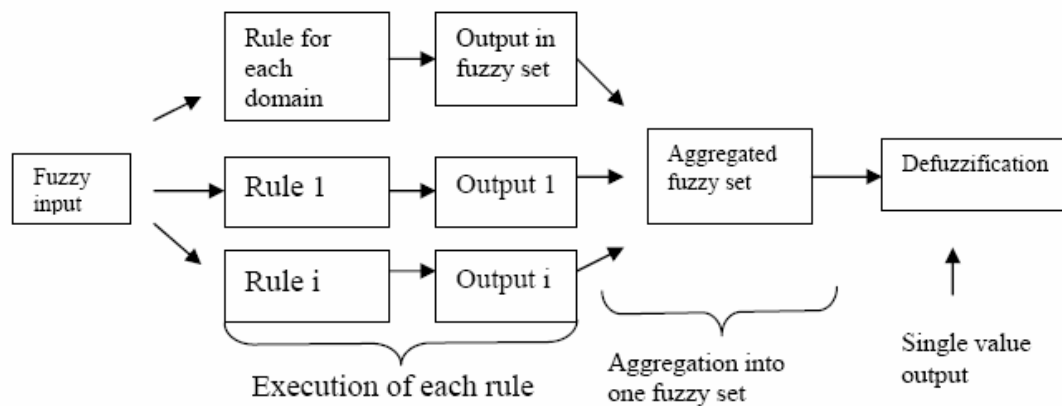 Rule for
each
domain
Output in
fuzzy set
Fuzzy
input
Rule 1
Output 1
Aggregated
fuzzy set
Defuzzification
Rule i
Output i
Execution of each rule
Aggregation into
one fuzzy set
Single value
output